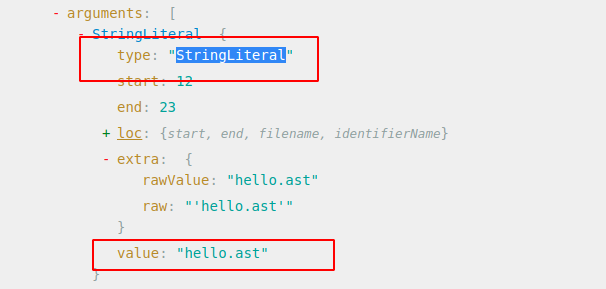 - arguments: [
- StringLiteral {
type: "StringLiteral"
start: 12
end: 23
+ loc: {start, end, filename, identifierName}
- extra: {
rawValue: "hello.ast"
raw: "'hello.ast'"
}
value: "hello.ast"
}